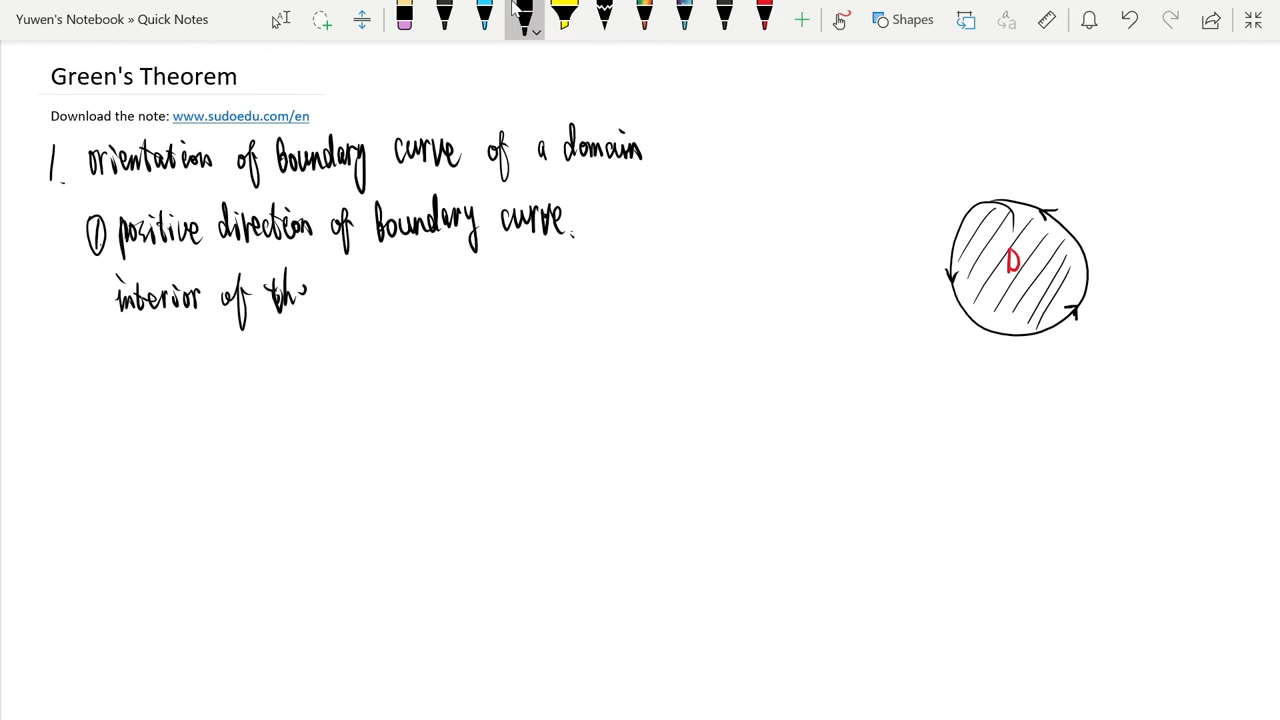 Yuwen's Notebook » Quick Notes
Shapes
Green's Theorem
Download the note: www.sudoedu.com/en
1. orientation of Boundary curve of a domain
① positive direction of Boundary curve.
interior of the
D